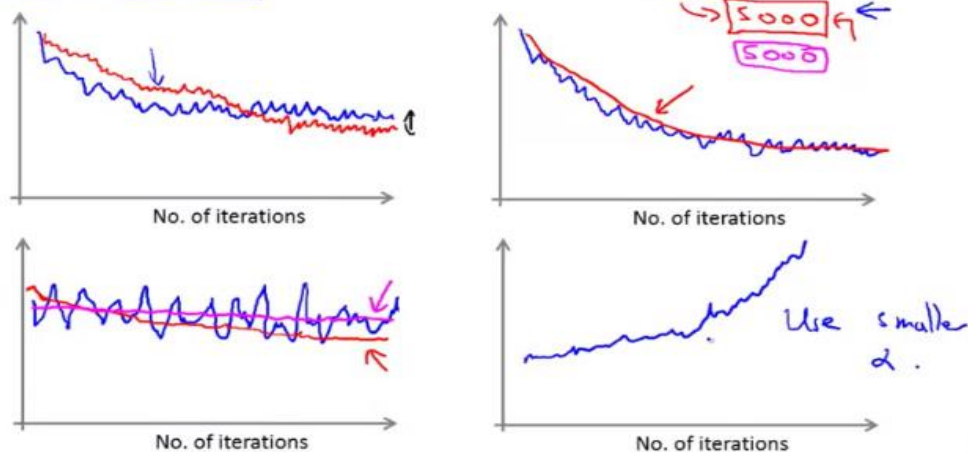 5000
5000
No. of iterations
No. of iterations
Use smaller
α.
No. of iterations
No. of iterations